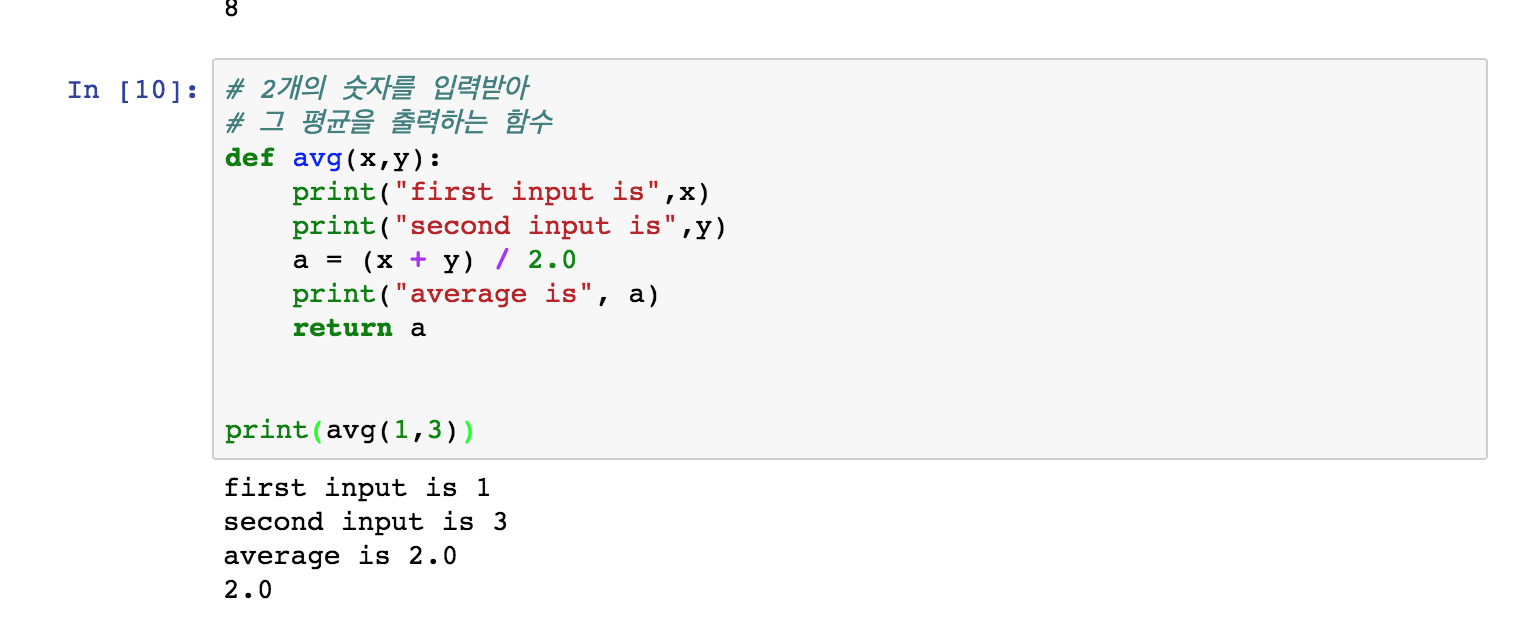 8
In [10]: # 2개의 숫자를 입력받아
# 그 평균을 출력하는 함수
def avg(x,y):
    print("first input is",x)
    print("second input is",y)
    a = (x + y) / 2.0
    print("average is", a)
    return a
print(avg(1,3))
first input is 1
second input is 3
average is 2.0
2.0